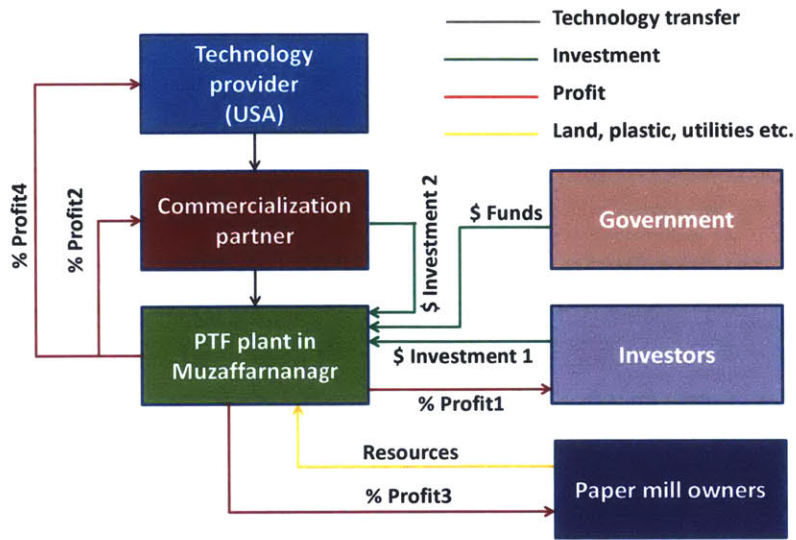 Technology transfer
Investment
Profit
Land, plastic, utilities etc.
Technology
provider
(USA)
Commercialization
partner
PTF plant in
Muzaffarnanagr
Government
Investors
Paper mill owners
% Profit4
% Profit2
$ Investment 2
$ Funds
$ Investment 1
% Profit1
Resources
% Profit3